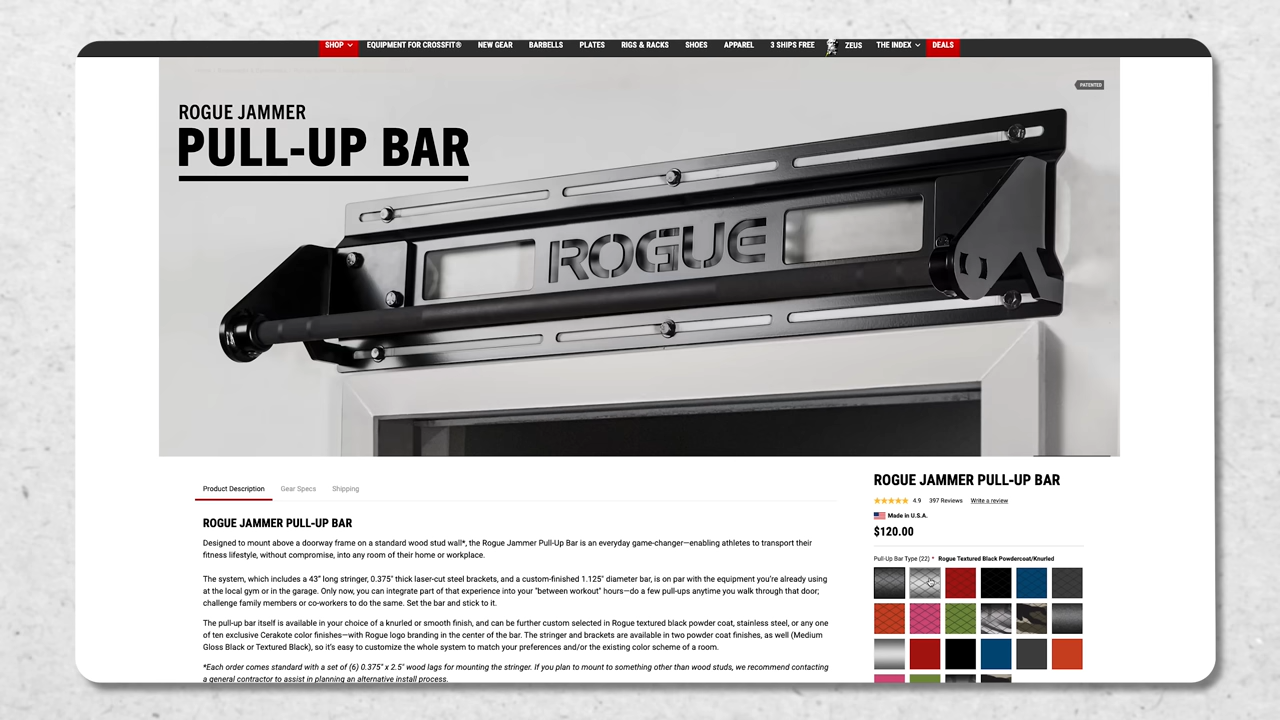 SHOP EQUIPMENT FOR CROSSFIT® NEW GEAR BARBELLS PLATES RIGS & RACKS SHOES APPAREL 3 SHIPS FREE ZEUS THE INDEX DEALS
PATENTED
ROGUE JAMMER
PULL-UP BAR
ROGUE
Product Description Gear Specs Shipping
ROGUE JAMMER PULL-UP BAR
Designed to mount above a doorway frame on a standard wood stud wall*, the Rogue Jammer Pull-Up Bar is an everyday game-changer—enabling athletes to transport their
fitness lifestyle, without compromise, into any room of their home or workplace.
The system, which includes a 43" long stringer, 0.375" thick laser-cut steel brackets, and a custom-finished 1.125" diameter bar, is on par with the equipment you're already using
at the local gym or in the garage. Only now, you can integrate part of that experience into your "between workout" hours—do a few pull-ups anytime you walk through that door;
challenge family members or co-workers to do the same. Set the bar and stick to it.
The pull-up bar itself is available in your choice of a knurled or smooth finish, and can be further custom selected in Rogue textured black powder coat, stainless steel, or any one
of ten exclusive Cerakote color finishes—with Rogue logo branding in the center of the bar. The stringer and brackets are available in two powder coat finishes, as well (Medium
Gloss Black or Textured Black), so it's easy to customize the whole system to match your preferences and/or the existing color scheme of a room.
*Each order comes standard with a set of (6) 0.375" x 2.5" wood lags for mounting the stringer. If you plan to mount to something other than wood studs, we recommend contacting
a general contractor to assist in planning an alternative install process.
ROGUE JAMMER PULL-UP BAR
4.9 397 Reviews Write a review
Made in U.S.A.
$120.00
Pull-Up Bar Type (22) * Rogue Textured Black Powdercoat/Knurled